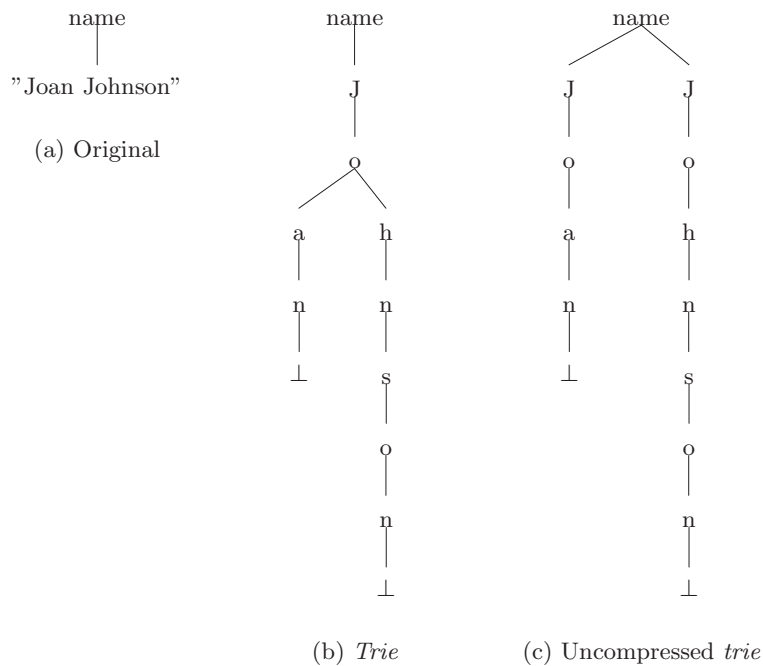 name
"Joan Johnson"
(a) Original
name
J
o
a h
n n
⊥ s
o
n
⊥
(b) Trie
name
J J
o o
a h
n n
⊥ s
o
n
⊥
(c) Uncompressed trie